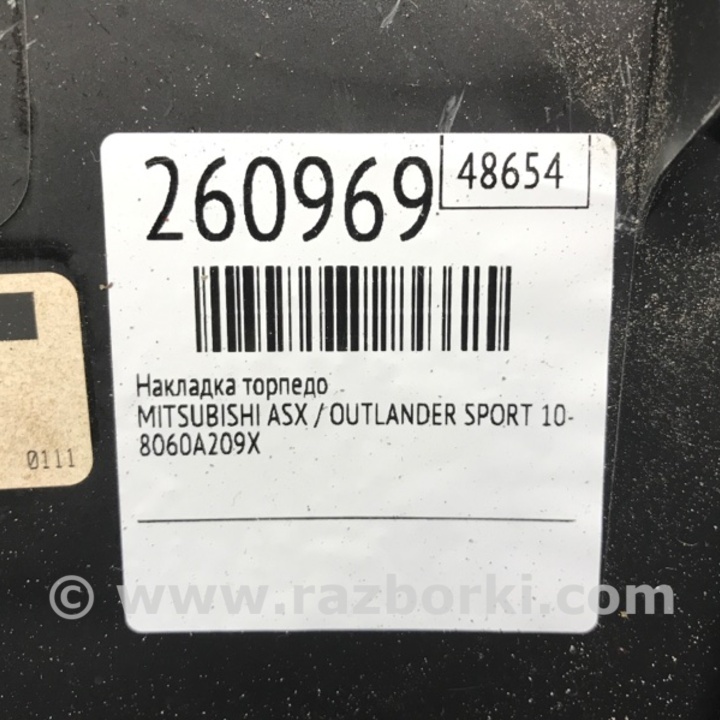 260969
48654
Накладка торпедо
MITSUBISHI ASX / OUTLANDER SPORT 10-
8060A209X
0111
© www.razborki.com